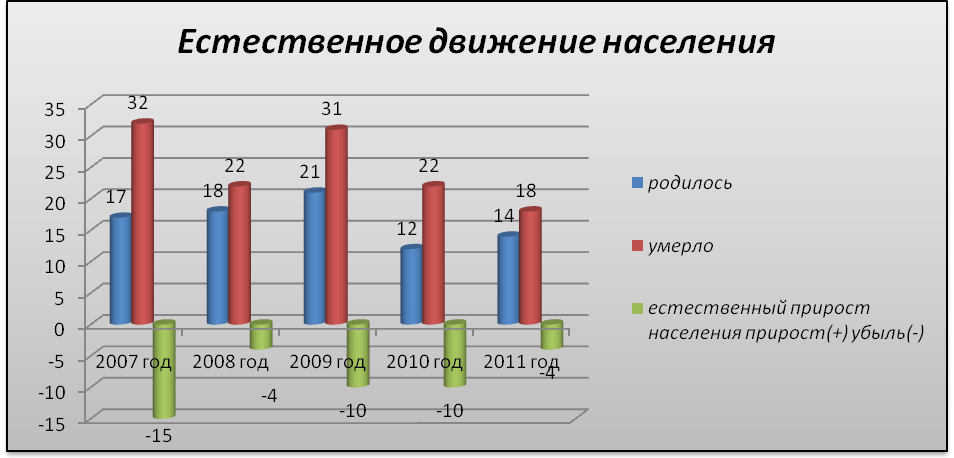 Естественное движение населения
35
30
25
20
15
10
5
0
-5
-10
-15
17
32
-15
18
22
-4
21
31
-10
12
22
-10
14
18
-4
2007 год
2008 год
2009 год
2010 год
2011 год
родилось
умерло
естественный прирост
населения прирост(+) убыль(-)